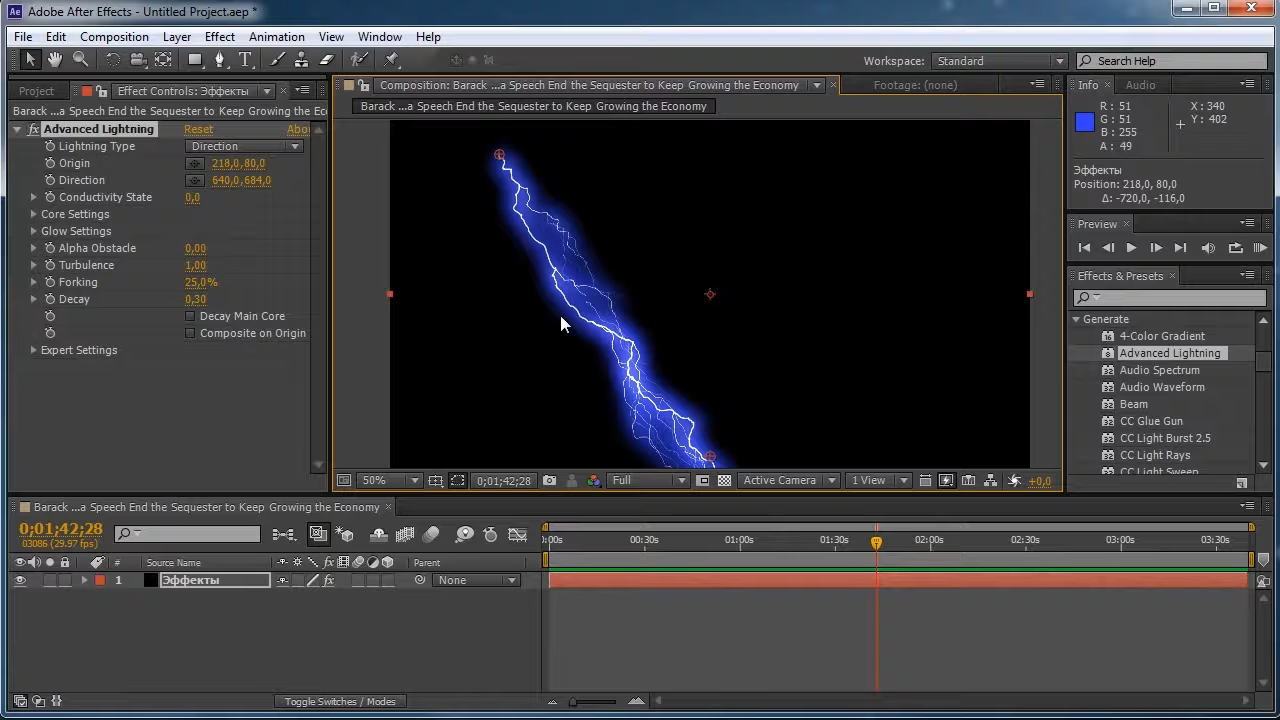 Ae Adobe After Effects - Untitled Project.aep *
File Edit Composition Layer Effect Animation View Window Help
T Workspace: Standard Search Help
Project Effect Controls: Эффекты
Barack ...a Speech End the Sequester to Keep Growing the Ec
fx Advanced Lightning Reset Abo
Lightning Type Direction
Origin 218,0,80,0
Direction 640,0,684,0
Conductivity State 0,0
Core Settings
Glow Settings
Alpha Obstacle 0,00
Turbulence 1,00
Forking 25,0%
Decay 0,30
Decay Main Core
Composite on Origin
Expert Settings
Composition: Barack ...a Speech End the Sequester to Keep Growing the Economy
Footage: (none)
Barack ...a Speech End the Sequester to Keep Growing the Economy
50% 0;01;42;28 Full Active Camera 1 View +0,0
Info Audio
R : 51 X : 340
G : 51 Y : 402
B : 255
A : 49
Эффекты
Position: 218,0, 80,0
Δ: -720,0, -116,0
Preview
Effects & Presets
Generate
4-Color Gradient
Advanced Lightning
Audio Spectrum
Audio Waveform
Beam
CC Glue Gun
CC Light Burst 2.5
CC Light Rays
CC Light Sweep
Barack ...a Speech End the Sequester to Keep Growing the Economy
0;01;42;28
03086 (29.97 fps)
:00s 00:30s 01:00s 01:30s 02:00s 02:30s 03:00s 03:30s
# Source Name fx Parent
1 Эффекты fx None
Toggle Switches / Modes